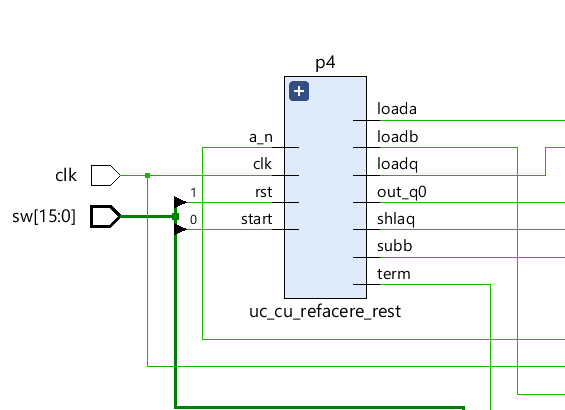 p4
a_n
clk
rst
start
loada
loadb
loadq
out_q0
shlaq
subb
term
uc_cu_refacere_rest
clk
sw[15:0]
1
0